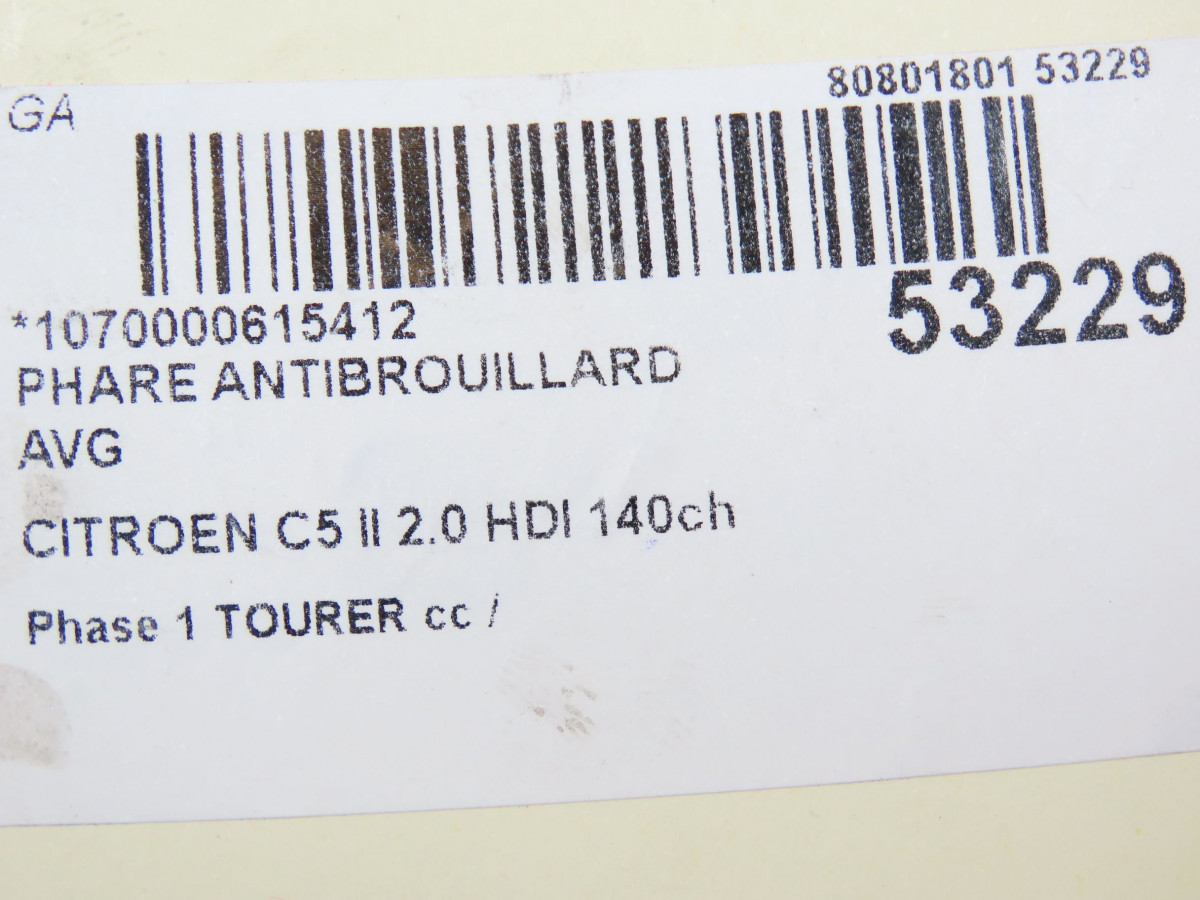 GA
80801801 53229
53229
*1070000615412
PHARE ANTIBROUILLARD
AVG
CITROEN C5 II 2.0 HDI 140ch
Phase 1 TOURER cc /